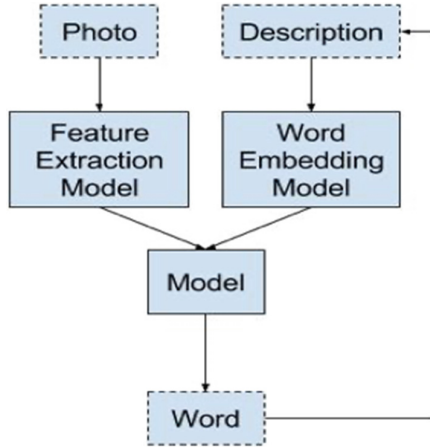 Photo
Description
Feature
Extraction
Model
Word
Embedding
Model
Model
Word